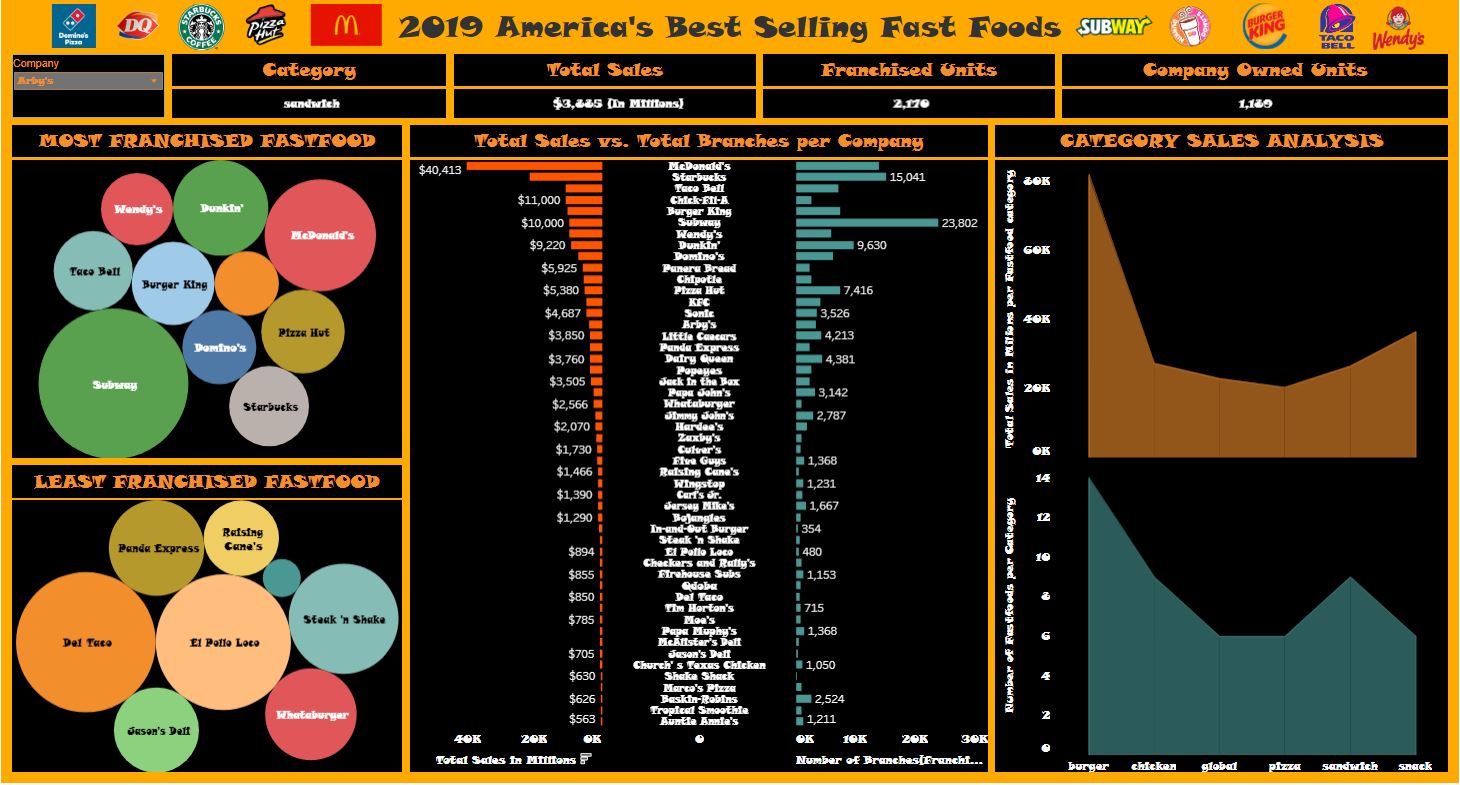 Domino's Pizza
DQ
STARBUCKS COFFEE
Pizza Hut
2019 America's Best Selling Fast Foods
SUBWAY
BURGER KING
TACO BELL
Wendy's
Company
Arby's
Category
sandwich
Total Sales
$3,885 (In Millions)
Franchised Units
2,170
Company Owned Units
MOST FRANCHISED FASTFOOD
Wendy's
Dunkin'
McDonald's
Taco Bell
Burger King
Pizza Hut
Domino's
Subway
Starbucks
LEAST FRANCHISED FASTFOOD
Panda Express
Raising Cane's
Del Taco
El Pollo Loco
Steak 'n Shake
Jason's Deli
Whataburger
Total Sales vs. Total Branches per Company
$40,413 McDonald's
Starbucks 15,041
Taco Bell
$11,000 Chick-Fil-A
Burger King
$10,000 Subway 23,802
Wendy's
$9,220 Dunkin' 9,630
Domino's
$5,925 Panera Bread
Chipotle
$5,380 Pizza Hut 7,416
KFC
$4,687 Sonic 3,526
Arby's
$3,850 Little Caesars 4,213
Panda Express
$3,760 Dairy Queen 4,381
Popeyes
$3,505 Jack in the Box
Papa John's 3,142
$2,566 Whataburger
Jimmy John's 2,787
$2,070 Hardee's
Zaxby's
$1,730 Culver's
Five Guys 1,368
$1,466 Raising Cane's
Wingstop 1,231
$1,390 Carl's Jr.
Jersey Mike's 1,667
$1,290 Bojangles
In-and-Out Burger 354
Steak 'n Shake
$894 El Pollo Loco 480
Checkers and Rally's
$855 Firehouse Subs 1,153
Qdoba
$850 Del Taco
Tim Horton's 715
$785 Moe's
Papa Muphy's 1,368
McAlister's Deli
$705 Jason's Deli
Church' s Texas Chicken 1,050
$630 Shake Shack
Marco's Pizza
$626 Baskin-Robins 2,524
Tropical Smoothie
$563 Auntie Annie's 1,211
40K 20K 0K 0 0K 10K 20K 30K
Total Sales in Millions
Number of Branches(Franchi...
CATEGORY SALES ANALYSIS
Total Sales in Millions per Fastfood category
80K
60K
40K
20K
0K
Number of Fastfoods per Category
14
12
10
8
6
4
2
0
burger chicken global pizza sandwich snack